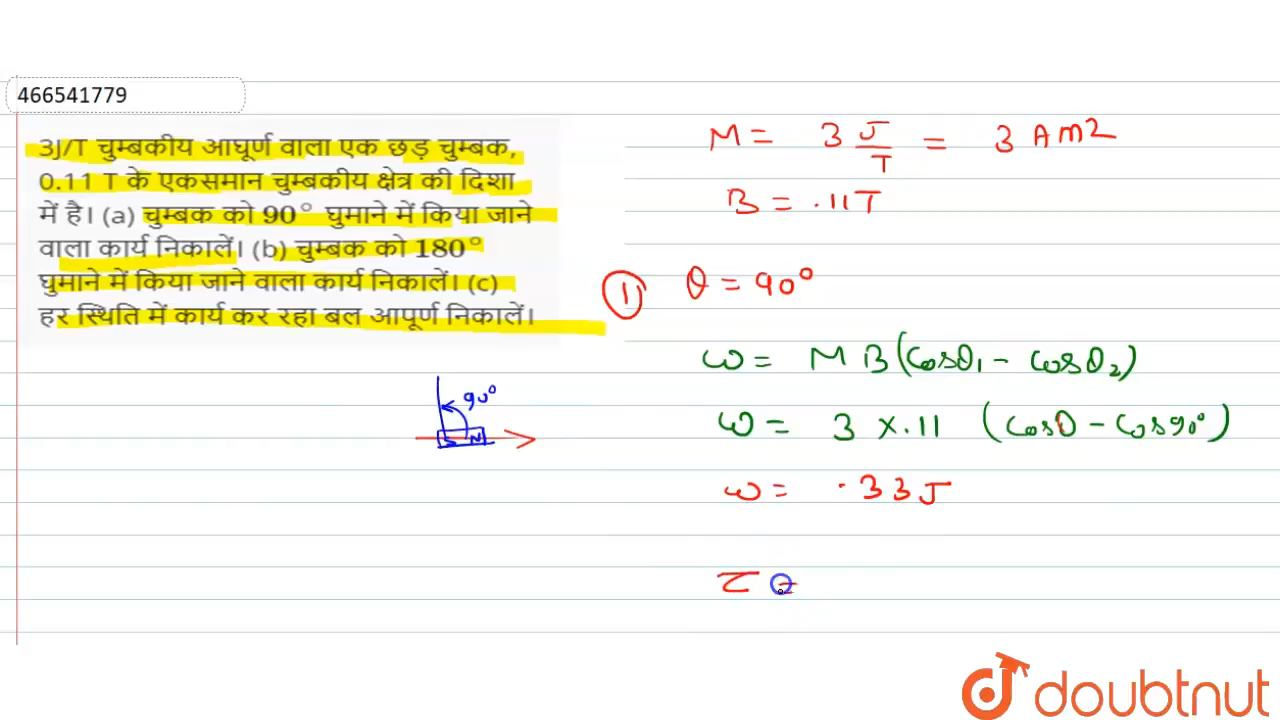 466541779
3J/T चुम्बकीय आघूर्ण वाला एक छड़ चुम्बक,
0.11 T के एकसमान चुम्बकीय क्षेत्र की दिशा
में है। (a) चुम्बक को 90° घुमाने में किया जाने
वाला कार्य निकालें। (b) चुम्बक को 180°
घुमाने में किया जाने वाला कार्य निकालें। (c)
हर स्थिति में कार्य कर रहा बल आपूर्ण निकालें।
M = 3 J/T = 3 Am2
B = .11T
① θ = 90°
W = MB(cosθ₁ - cosθ₂)
W = 3 x .11 (cos0 - cos90°)
W = .33J
τ =
90°
N
doubtnut